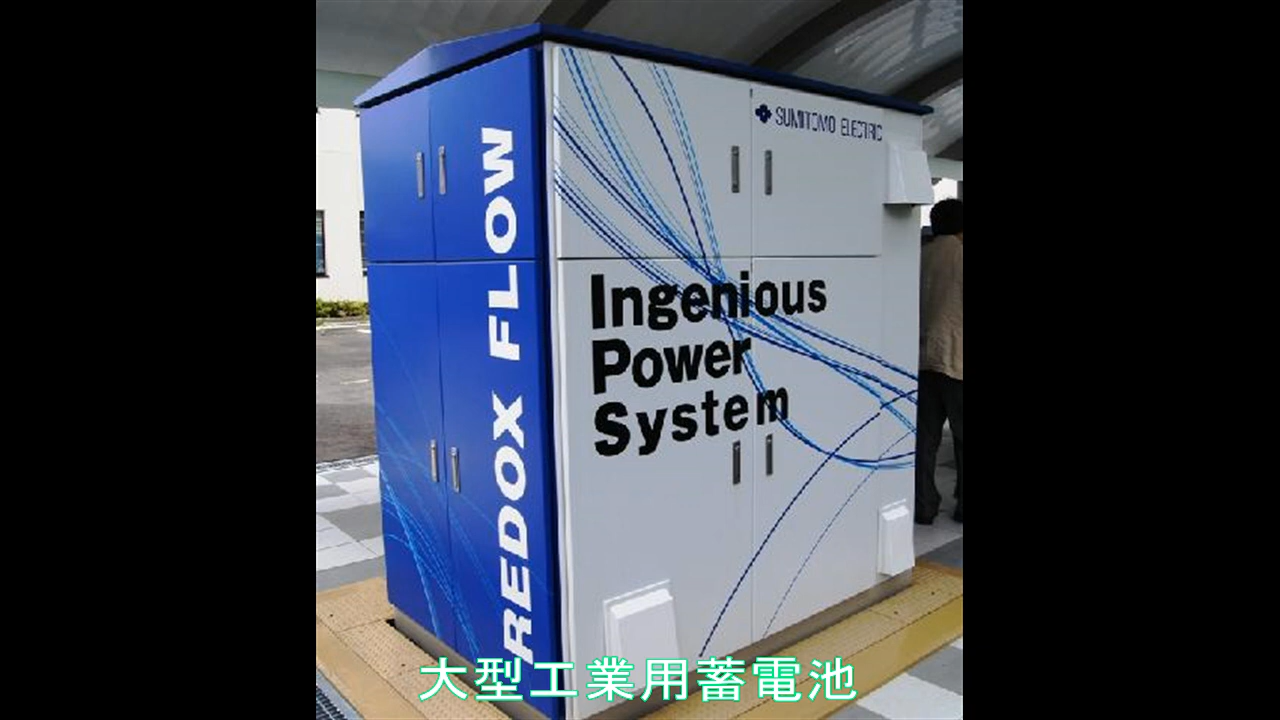 SUMITOMO ELECTRIC
REDOX FLOW
Ingenious
Power
System
大型工業用蓄電池